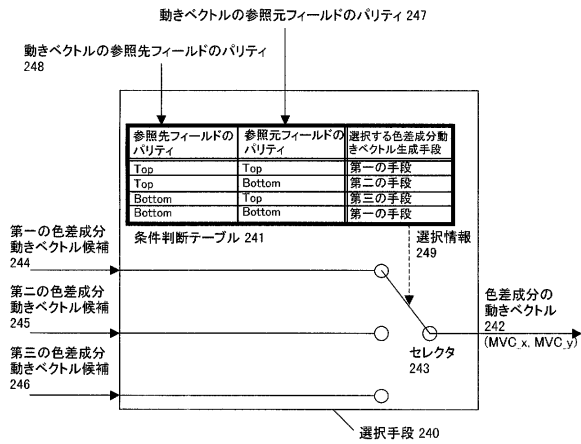 動きベクトルの参照元フィールドのパリティ 247
動きベクトルの参照先フィールドのパリティ
248
参照先フィールドの
パリティ
参照元フィールドの
パリティ
選択する色差成分動
きベクトル生成手段
Top Top 第一の手段
Top Bottom 第二の手段
Bottom Top 第三の手段
Bottom Bottom 第一の手段
条件判断テーブル 241
選択情報
249
第一の色差成分
動きベクトル候補
244
第二の色差成分
動きベクトル候補
245
第三の色差成分
動きベクトル候補
246
セレクタ
243
色差成分の
動きベクトル
242
(MVC_x, MVC_y)
選択手段 240